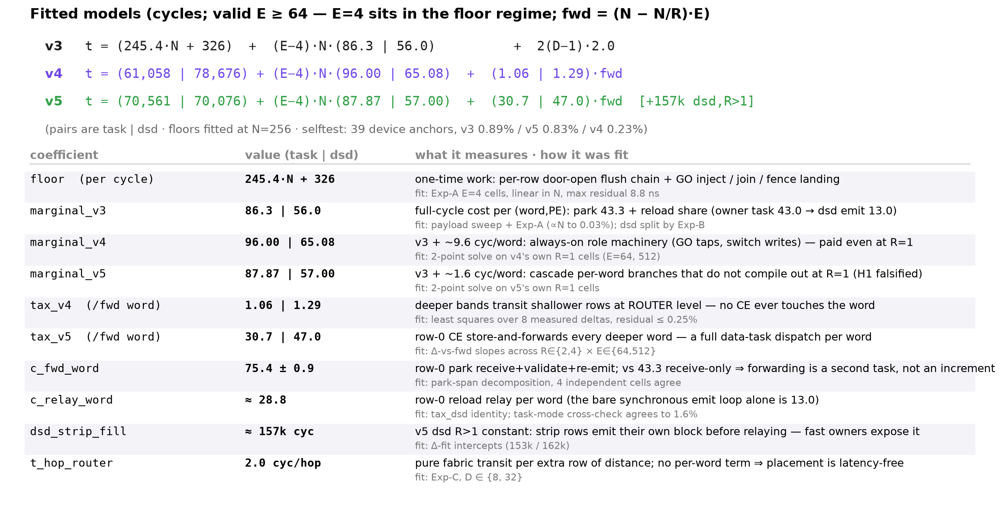 Fitted models (cycles; valid E ≥ 64 — E=4 sits in the floor regime; fwd = (N − N/R)·E)
v3 t = (245.4·N + 326) + (E−4)·N·(86.3 | 56.0) + 2(D−1)·2.0
v4 t = (61,058 | 78,676) + (E−4)·N·(96.00 | 65.08) + (1.06 | 1.29)·fwd
v5 t = (70,561 | 70,076) + (E−4)·N·(87.87 | 57.00) + (30.7 | 47.0)·fwd [+157k dsd,R>1]
(pairs are task | dsd · floors fitted at N=256 · selftest: 39 device anchors, v3 0.89% / v5 0.83% / v4 0.23%)
coefficient value (task | dsd) what it measures · how it was fit
floor (per cycle) 245.4·N + 326 one-time work: per-row door-open flush chain + GO inject / join / fence landing
fit: Exp-A E=4 cells, linear in N, max residual 8.8 ns
marginal_v3 86.3 | 56.0 full-cycle cost per (word,PE): park 43.3 + reload share (owner task 43.0 → dsd emit 13.0)
fit: payload sweep + Exp-A (∝N to 0.03%); dsd split by Exp-B
marginal_v4 96.00 | 65.08 v3 + ~9.6 cyc/word: always-on role machinery (GO taps, switch writes) — paid even at R=1
fit: 2-point solve on v4's own R=1 cells (E=64, 512)
marginal_v5 87.87 | 57.00 v3 + ~1.6 cyc/word: cascade per-word branches that do not compile out at R=1 (H1 falsified)
fit: 2-point solve on v5's own R=1 cells
tax_v4 (/fwd word) 1.06 | 1.29 deeper bands transit shallower rows at ROUTER level — no CE ever touches the word
fit: least squares over 8 measured deltas, residual ≤ 0.25%
tax_v5 (/fwd word) 30.7 | 47.0 row-0 CE store-and-forwards every deeper word — a full data-task dispatch per word
fit: Δ-vs-fwd slopes across R∈{2,4} × E∈{64,512}
c_fwd_word 75.4 ± 0.9 row-0 park receive+validate+re-emit; vs 43.3 receive-only ⇒ forwarding is a second task, not an increment
fit: park-span decomposition, 4 independent cells agree
c_relay_word ≈ 28.8 row-0 reload relay per word (the bare synchronous emit loop alone is 13.0)
fit: tax_dsd identity; task-mode cross-check agrees to 1.6%
dsd_strip_fill ≈ 157k cyc v5 dsd R>1 constant: strip rows emit their own block before relaying — fast owners expose it
fit: Δ-fit intercepts (153k / 162k)
t_hop_router 2.0 cyc/hop pure fabric transit per extra row of distance; no per-word term ⇒ placement is latency-free
fit: Exp-C, D ∈ {8, 32}